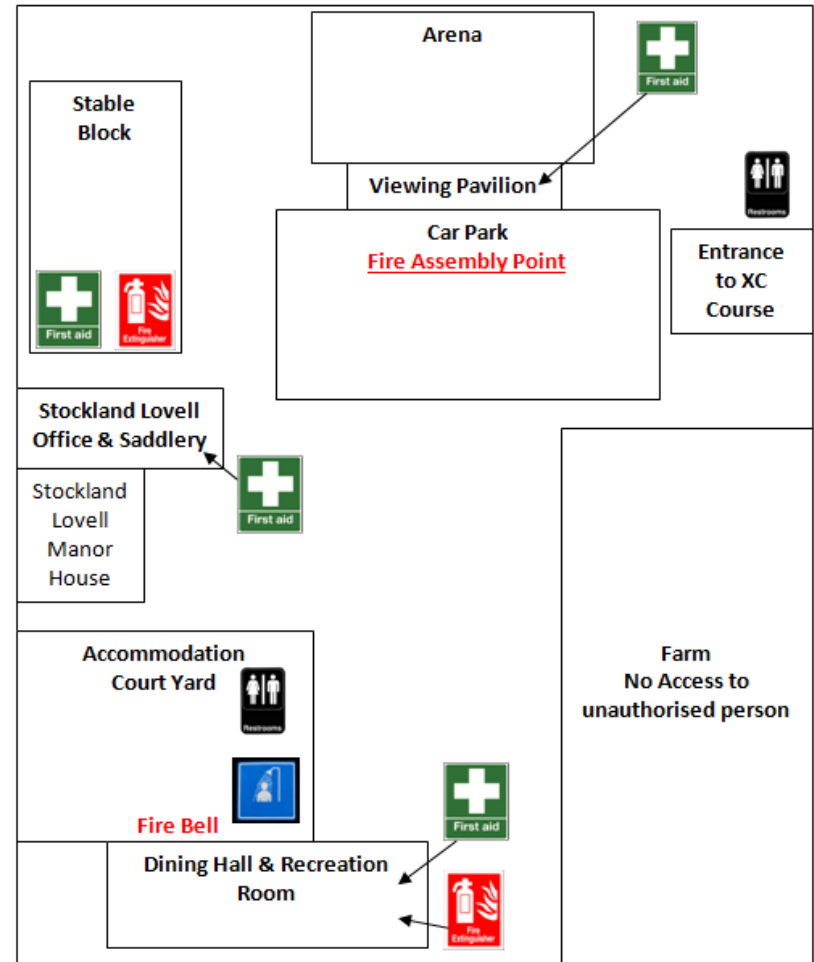 Arena
First aid
Stable
Block
Viewing Pavilion
Restrooms
Car Park
Fire Assembly Point
Entrance
to XC
Course
First aid
Fire
Extinguisher
Stockland Lovell
Office & Saddlery
First aid
Stockland
Lovell
Manor
House
Accommodation
Court Yard
Restrooms
Farm
No Access to
unauthorised person
Fire Bell
First aid
Dining Hall & Recreation
Room
Fire
Extinguisher